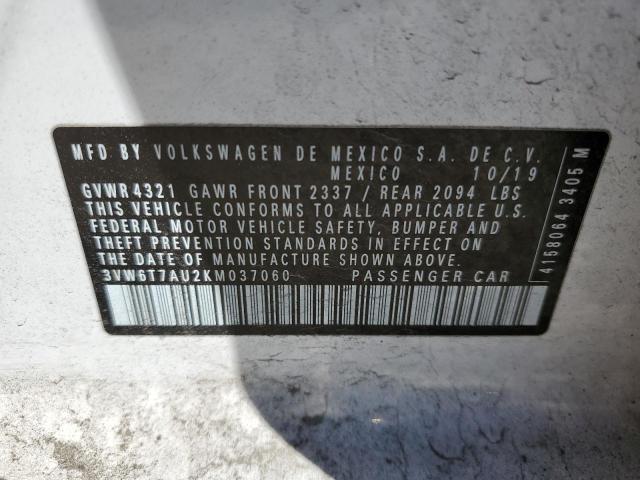 MFD BY VOLKSWAGEN DE MEXICO S.A. DE C.V.
MEXICO 10/19
GVWR4321 GAWR FRONT 2337 / REAR 2094 LBS
THIS VEHICLE CONFORMS TO ALL APPLICABLE U.S.
FEDERAL MOTOR VEHICLE SAFETY, BUMPER AND
THEFT PREVENTION STANDARDS IN EFFECT ON
THE DATE OF MANUFACTURE SHOWN ABOVE.
3VW6T7AU2KM037060 PASSENGER CAR
4158064 3405 M